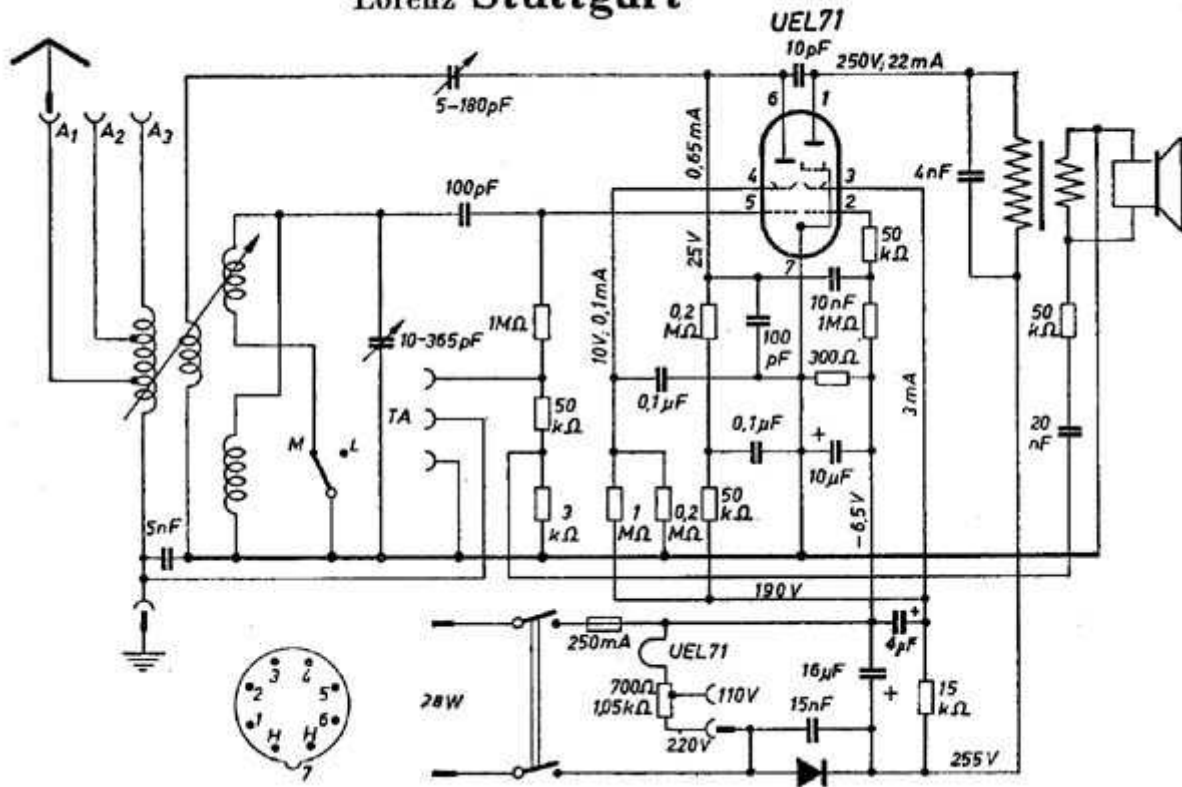 Lorenz Stuttgart
UEL71
10pF
250V; 22mA
5-180pF
A1
A2
A3
6
1
0,65mA
4
3
5
2
7
4nF
100pF
50
kΩ
25V
10V; 0,1mA
10nF
1MΩ
0,2
MΩ
100
pF
300Ω
1MΩ
10-365pF
0,1µF
3mA
50
kΩ
50
kΩ
TA
M
L
0,1µF
+
10µF
20
nF
3
kΩ
1
MΩ
0,2
MΩ
50
kΩ
-6,5V
5nF
190V
250mA
UEL71
4µF
+
16µF
+
700Ω
1,05kΩ
110V
15nF
15
kΩ
28W
220V
255V
3
4
2
5
1
6
H
H
7